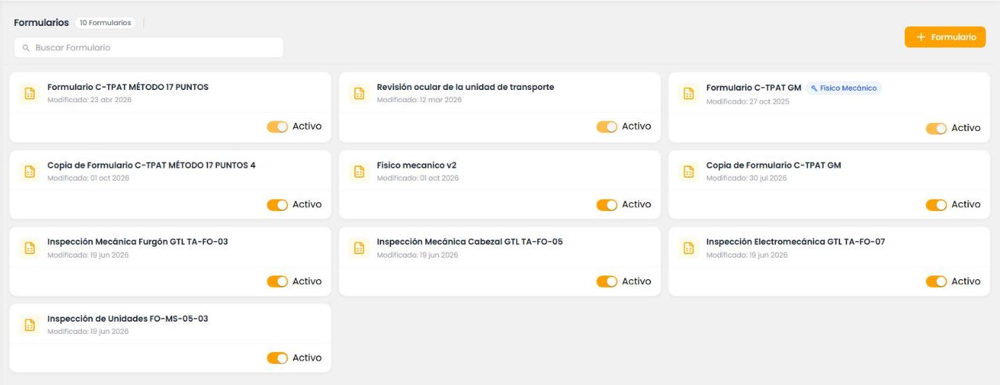 Formularios 10 Formularios
Buscar Formulario
+ Formulario
Formulario C-TPAT MÉTODO 17 PUNTOS
Modificado: 23 abr 2026
Activo
Revisión ocular de la unidad de transporte
Modificado: 12 mar 2026
Activo
Formulario C-TPAT GM Fisico Mecánico
Modificado: 27 oct 2025
Activo
Copia de Formulario C-TPAT MÉTODO 17 PUNTOS 4
Modificado: 01 oct 2026
Activo
Fisico mecanico v2
Modificado: 01 oct 2026
Activo
Copia de Formulario C-TPAT GM
Modificado: 30 jul 2026
Activo
Inspección Mecánica Furgón GTL TA-FO-03
Modificado: 19 jun 2026
Activo
Inspección Mecánica Cabezal GTL TA-FO-05
Modificado: 19 jun 2026
Activo
Inspección Electromecánica GTL TA-FO-07
Modificado: 19 jun 2026
Activo
Inspección de Unidades FO-MS-05-03
Modificado: 19 jun 2026
Activo